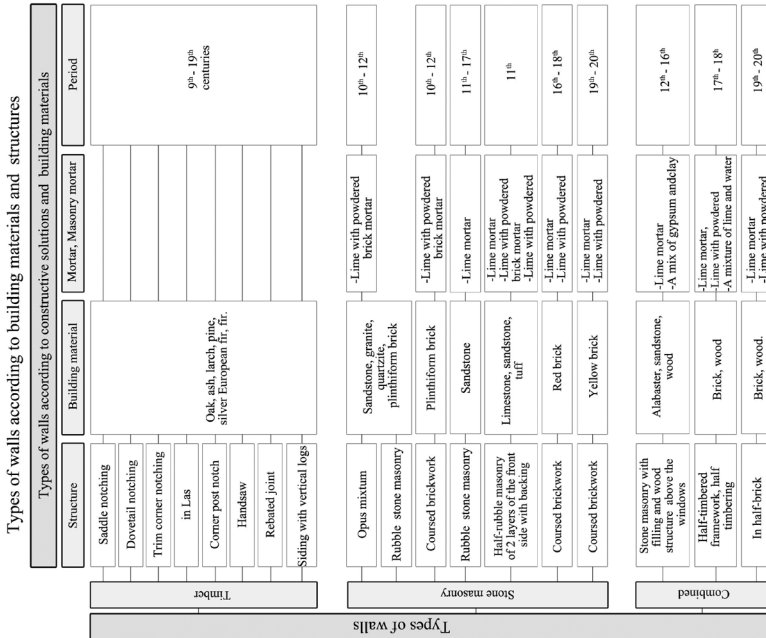 Types of walls according to building materials and structures
Types of walls according to constructive solutions and building materials
Structure
Building material
Mortar, Masonry mortar
Period
Types of walls
Timber
Saddle notching
Dovetail notching
Trim corner notching
in Las
Corner post notch
Handsaw
Rebated joint
Siding with vertical logs
Oak, ash, larch, pine,
silver European fir, fir.
9th - 19th
centuries
Stone masonry
Opus mixtum
Rubble stone masonry
Sandstone, granite,
quartzite,
plinthiform brick
-Lime with powdered
brick mortar
10th - 12th
Coursed brickwork
Plinthiform brick
-Lime with powdered
brick mortar
10th - 12th
Rubble stone masonry
Sandstone
-Lime mortar
11th - 17th
Half-rubble masonry
of 2 layers of the front
side with backing
Limestone, sandstone,
tuff
-Lime mortar
-Lime with powdered
brick mortar
-Lime with powdered
11th
Coursed brickwork
Red brick
-Lime mortar
-Lime with powdered
16th - 18th
Coursed brickwork
Yellow brick
-Lime mortar
-Lime with powdered
19th - 20th
Combined
Stone masonry with
filling and wood
structure above the
windows
Alabaster, sandstone,
wood
-Lime mortar
-A mix of gypsum andclay
12th - 16th
Half-timbered
framework, half
timbering
Brick, wood
-Lime mortar,
-Lime with powdered
-A mixture of lime and water
17th - 18th
In half-brick
Brick, wood.
-Lime mortar
-Lime with powdered
19th - 20th